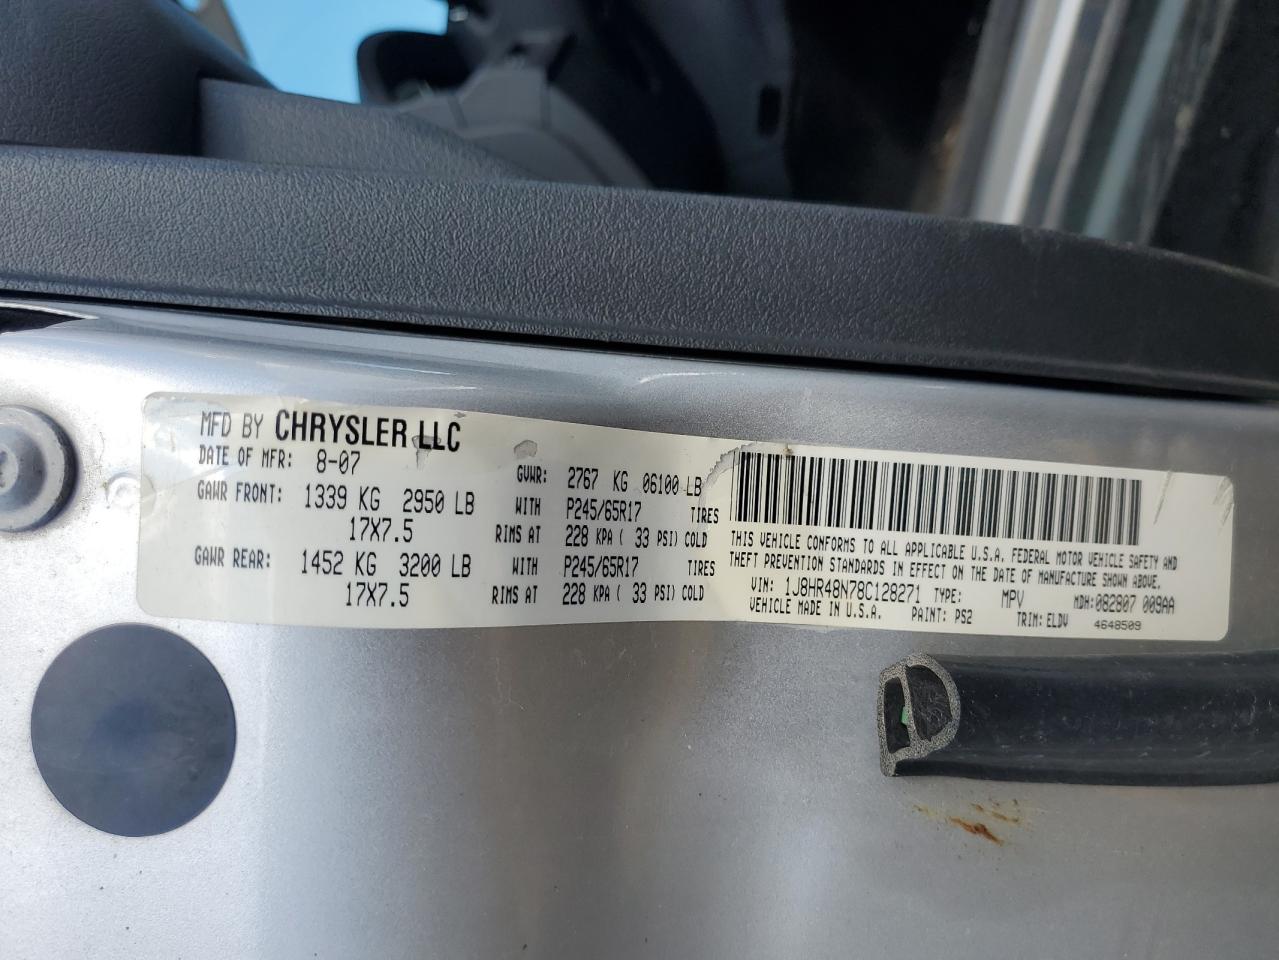 MFD BY CHRYSLER LLC
DATE OF MFR: 8-07 GVWR: 2767 KG 06100 LB
GAWR FRONT: 1339 KG 2950 LB WITH P245/65R17 TIRES
17X7.5 RIMS AT 228 KPA ( 33 PSI) COLD
GAWR REAR: 1452 KG 3200 LB WITH P245/65R17 TIRES
17X7.5 RIMS AT 228 KPA ( 33 PSI) COLD
THIS VEHICLE CONFORMS TO ALL APPLICABLE U.S.A. FEDERAL MOTOR VEHICLE SAFETY AND
THEFT PREVENTION STANDARDS IN EFFECT ON THE DATE OF MANUFACTURE SHOWN ABOVE.
VIN: 1J8HR48N78C128271 TYPE: MPV MDH:082807 009AA
VEHICLE MADE IN U.S.A. PAINT: PS2 TRIM:ELDV 4648509